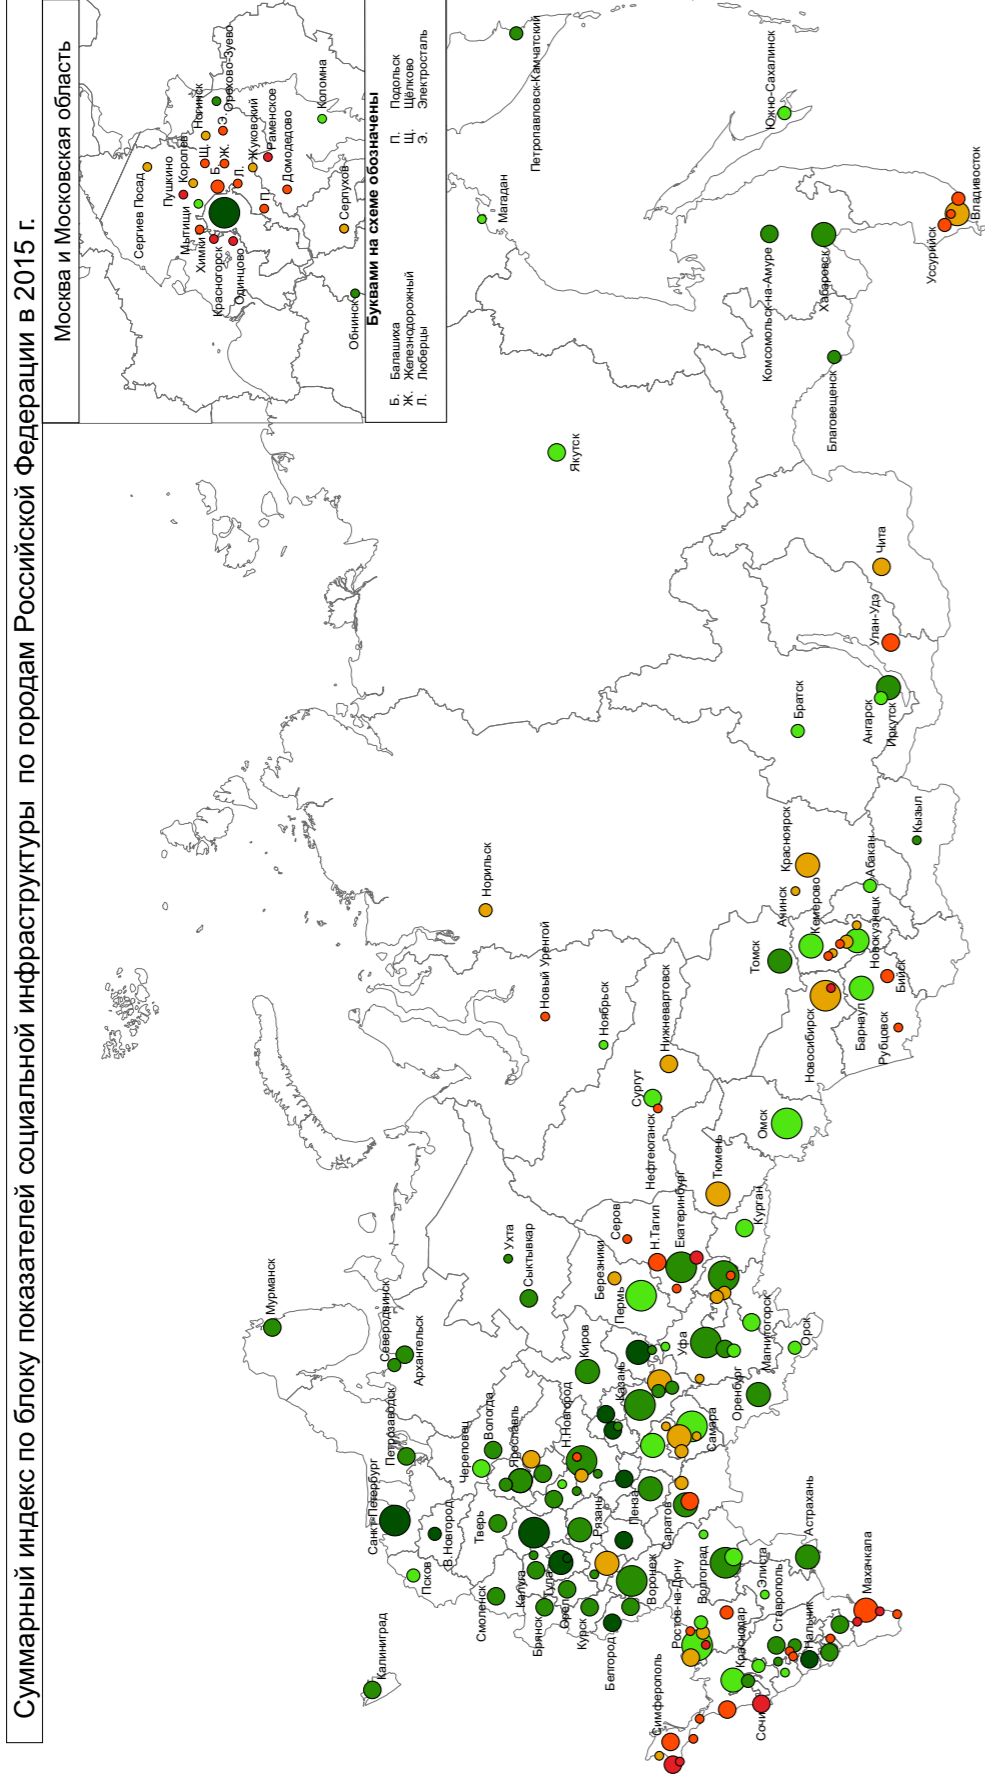 Суммарный индекс по блоку показателей социальной инфраструктуры по городам Российской Федерации в 2015 г.
Москва и Московская область
Сергиев Посад
Пушкино
Королев
Мытищи
Химки
Щ.
Ногинск
Орехово-Зуево
Э.
Б.
Ж.
Красногорск
Одинцово
Л.
Жуковский
Раменское
П.
Домодедово
Коломна
Серпухов
Обнинск
Буквами на схеме обозначены
Б. Балашиха
Ж. Железнодорожный
Л. Люберцы
П. Подольск
Щ. Щёлково
Э. Электросталь
Мурманск
Калининград
Северодвинск
Архангельск
Петрозаводск
Санкт-Петербург
В.Новгород
Псков
Череповец
Вологда
Ярославль
Тверь
Смоленск
Калуга
Тула
Брянск
Орёл
Курск
Рязань
Белгород
Воронеж
Пенза
Н.Новгород
Киров
Казань
Ухта
Сыктывкар
Березники
Пермь
Серов
Н.Тагил
Екатеринбург
Тюмень
Курган
Уфа
Магнитогорск
Орск
Оренбург
Самара
Саратов
Волгоград
Астрахань
Элиста
Ростов-на-Дону
Краснодар
Ставрополь
Нальчик
Махачкала
Сочи
Симферополь
Норильск
Новый Уренгой
Ноябрьск
Нижневартовск
Сургут
Нефтеюганск
Омск
Томск
Новосибирск
Барнаул
Рубцовск
Бийск
Новокузнецк
Кемерово
Ачинск
Красноярск
Абакан
Кызыл
Братск
Ангарск
Иркутск
Улан-Удэ
Чита
Якутск
Магадан
Петропавловск-Камчатский
Южно-Сахалинск
Комсомольск-на-Амуре
Хабаровск
Благовещенск
Уссурийск
Владивосток